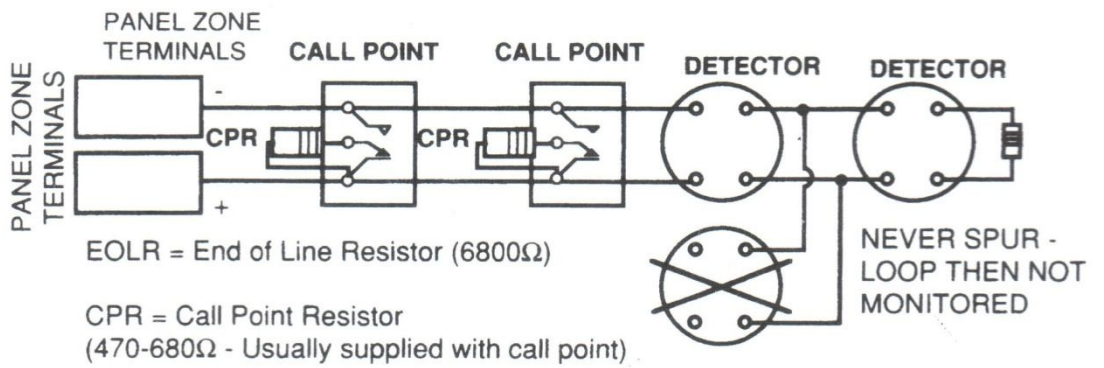 PANEL ZONE
TERMINALS
PANEL ZONE
TERMINALS
CALL POINT
CALL POINT
DETECTOR
DETECTOR
-
CPR
CPR
+
EOLR = End of Line Resistor (6800Ω)
NEVER SPUR -
LOOP THEN NOT
MONITORED
CPR = Call Point Resistor
(470-680Ω - Usually supplied with call point)